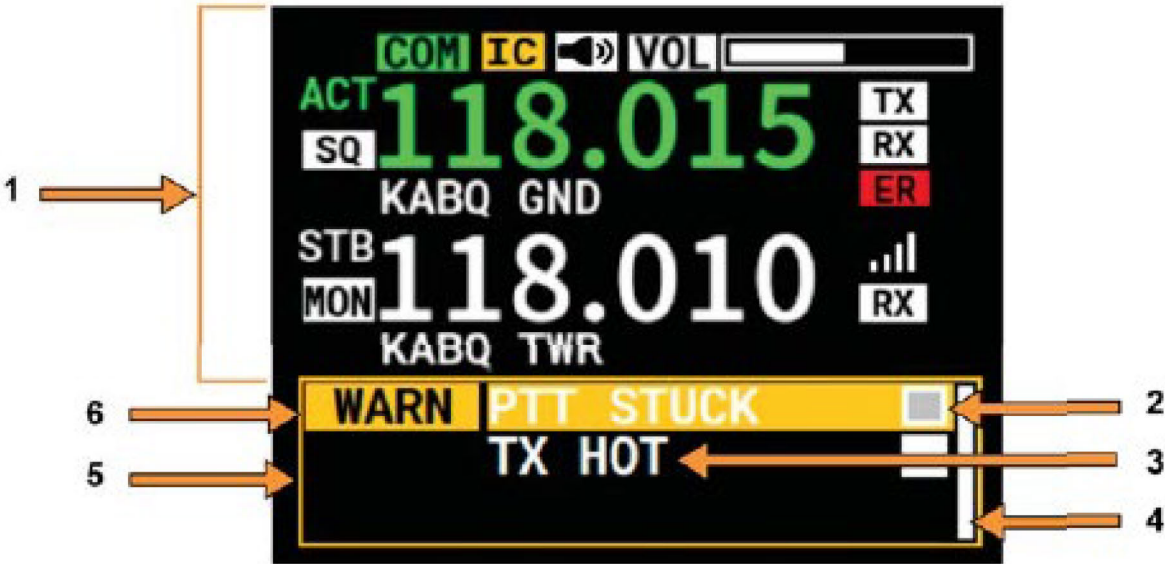 COM IC VOL
ACT 118.015 TX
SQ RX
KABQ GND ER
STB 118.010
MON RX
KABQ TWR
WARN PTT STUCK
TX HOT
1
2
3
4
5
6